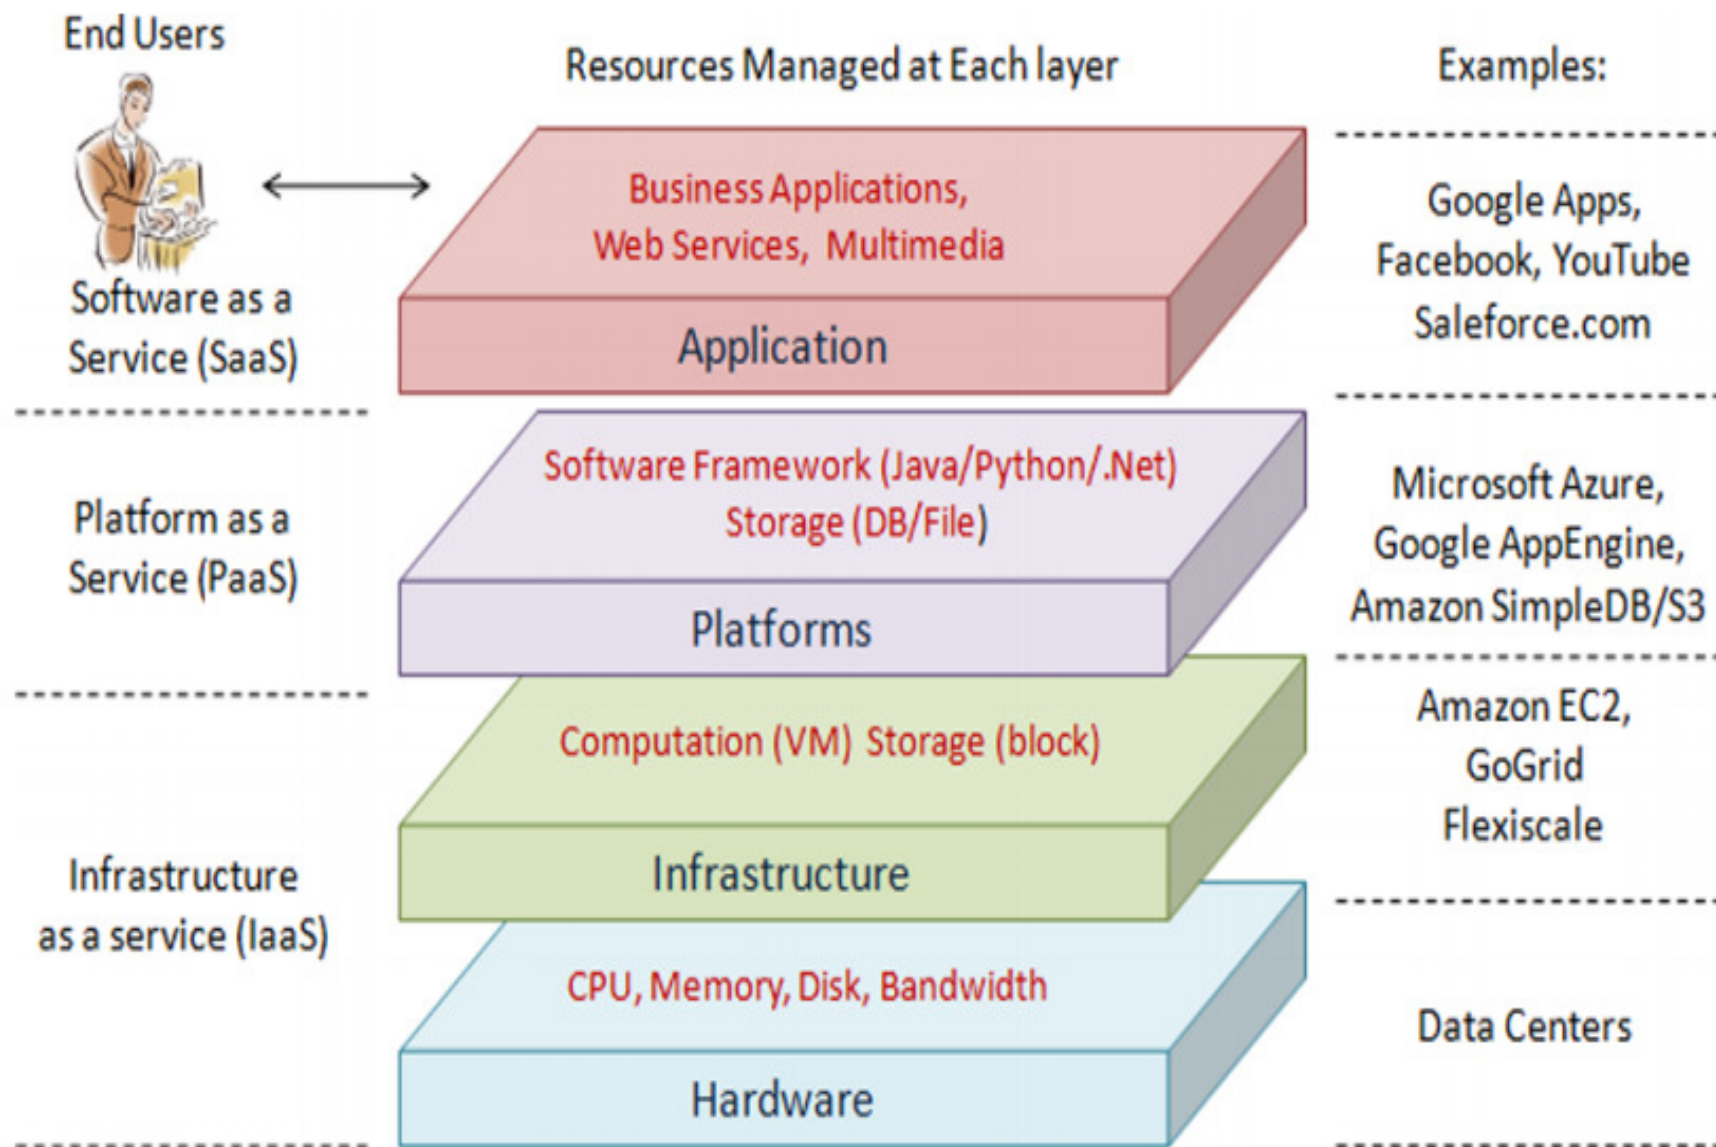 End Users
Resources Managed at Each layer
Examples:
Business Applications,
Web Services, Multimedia
Application
Software as a
Service (SaaS)
Google Apps,
Facebook, YouTube
Saleforce.com
Software Framework (Java/Python/.Net)
Storage (DB/File)
Platforms
Platform as a
Service (PaaS)
Microsoft Azure,
Google AppEngine,
Amazon SimpleDB/S3
Computation (VM) Storage (block)
Infrastructure
Amazon EC2,
GoGrid
Flexiscale
Infrastructure
as a service (IaaS)
CPU, Memory, Disk, Bandwidth
Hardware
Data Centers